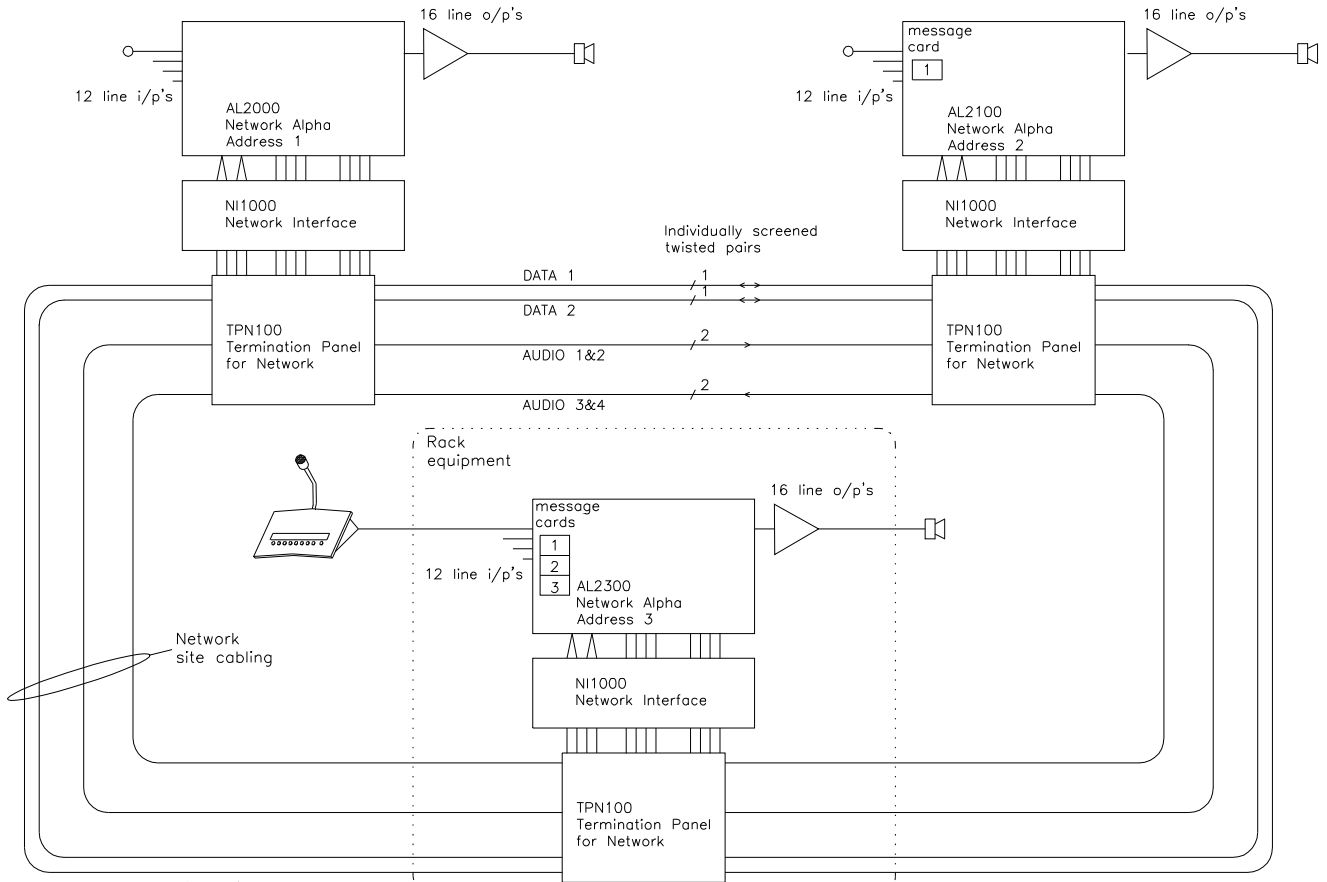 16 line o/p's
12 line i/p's
AL2000
Network Alpha
Address 1
NI1000
Network Interface
TPN100
Termination Panel
for Network
16 line o/p's
message
card
1
12 line i/p's
AL2100
Network Alpha
Address 2
NI1000
Network Interface
TPN100
Termination Panel
for Network
Individually screened
twisted pairs
DATA 1
1
DATA 2
1
AUDIO 1&2
2
AUDIO 3&4
2
Rack
equipment
16 line o/p's
message
cards
1
2
3
12 line i/p's
AL2300
Network Alpha
Address 3
NI1000
Network Interface
TPN100
Termination Panel
for Network
Network
site cabling